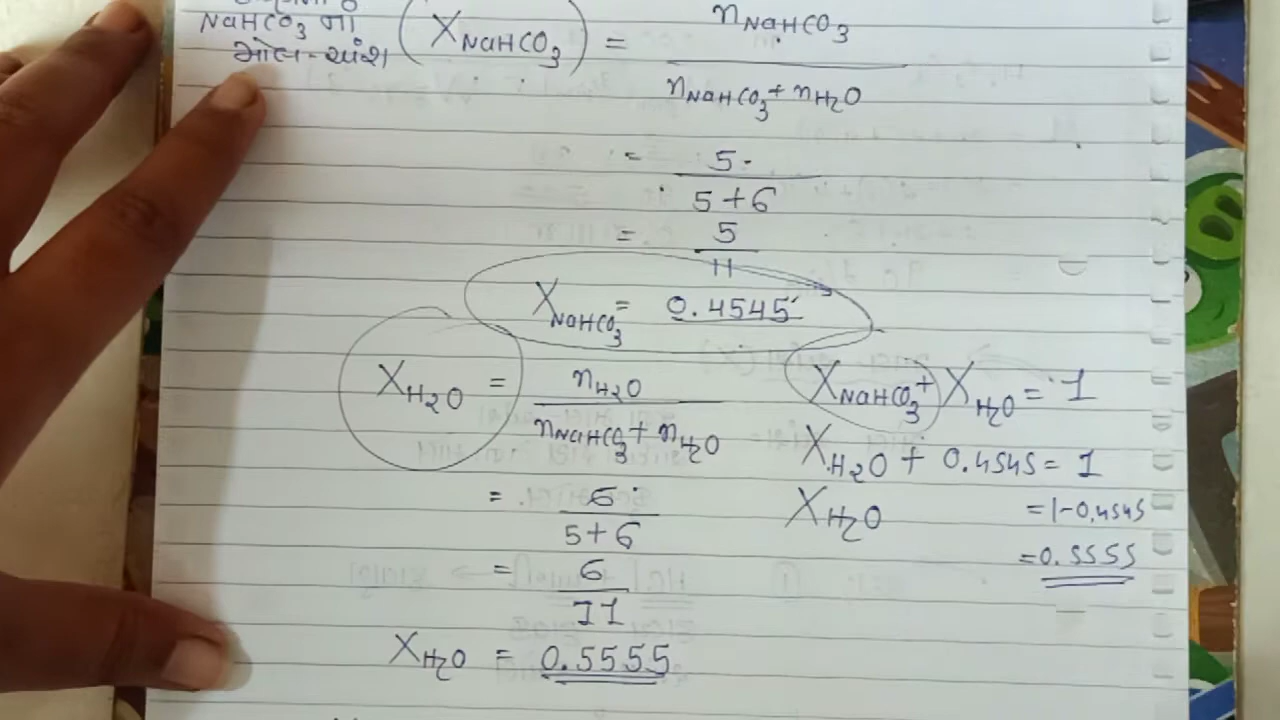 NaHCO3 ના
મોલ-અંશ (XNaHCO3) = nNaHCO3 / nNaHCO3 + nH2O
= 5 / 5+6
= 5 / 11
XNaHCO3 = 0.4545
XH2O = nH2O / nNaHCO3 + nH2O
= 6 / 5+6
= 6 / 11
XH2O = 0.5555
XNaHCO3 + XH2O = 1
XH2O + 0.4545 = 1
XH2O = 1-0.4545
= 0.5555